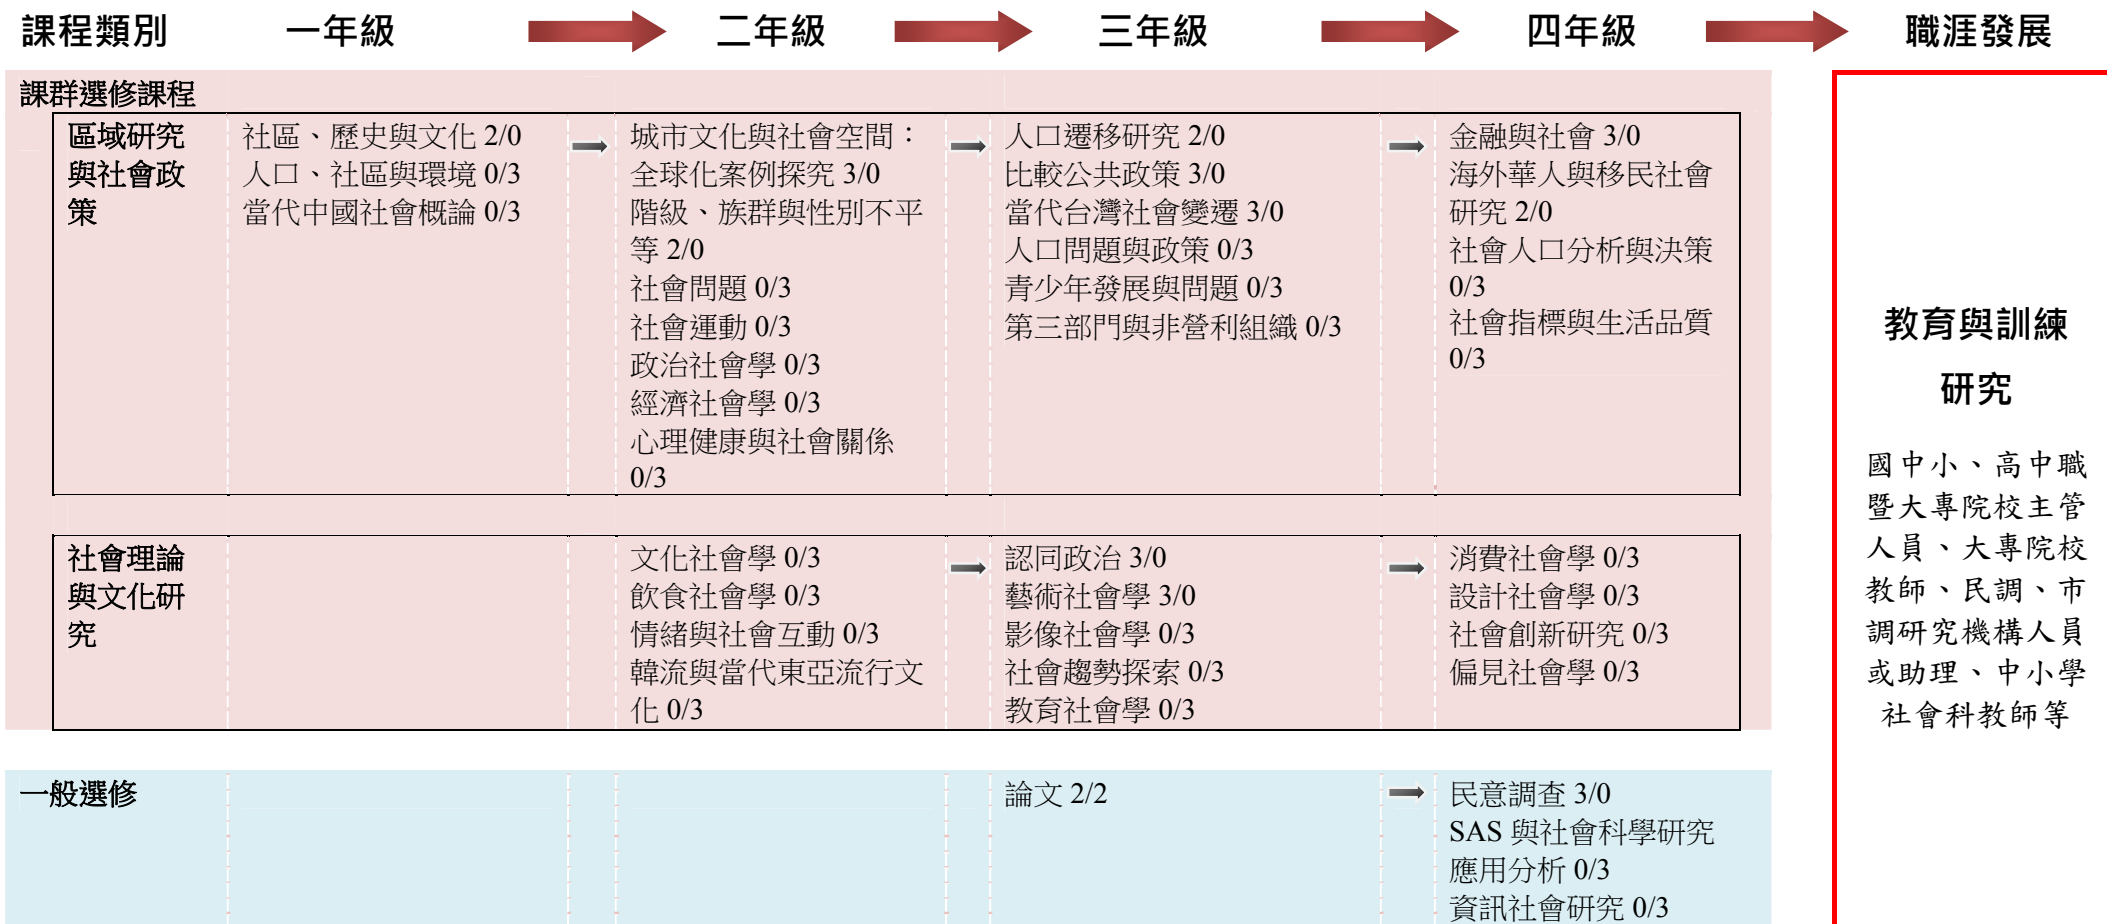 課程類別 一年級 二年級 三年級 四年級 職涯發展
課群選修課程
區域研究
與社會政
策
社區、歷史與文化 2/0
人口、社區與環境 0/3
當代中國社會概論 0/3
城市文化與社會空間：
全球化案例探究 3/0
階級、族群與性別不平
等 2/0
社會問題 0/3
社會運動 0/3
政治社會學 0/3
經濟社會學 0/3
心理健康與社會關係
0/3
人口遷移研究 2/0
比較公共政策 3/0
當代台灣社會變遷 3/0
人口問題與政策 0/3
青少年發展與問題 0/3
第三部門與非營利組織 0/3
金融與社會 3/0
海外華人與移民社會
研究 2/0
社會人口分析與決策
0/3
社會指標與生活品質
0/3
社會理論
與文化研
究
文化社會學 0/3
飲食社會學 0/3
情緒與社會互動 0/3
韓流與當代東亞流行文
化 0/3
認同政治 3/0
藝術社會學 3/0
影像社會學 0/3
社會趨勢探索 0/3
教育社會學 0/3
消費社會學 0/3
設計社會學 0/3
社會創新研究 0/3
偏見社會學 0/3
一般選修
論文 2/2
民意調查 3/0
SAS 與社會科學研究
應用分析 0/3
資訊社會研究 0/3
教育與訓練
研究
國中小、高中職
暨大專院校主管
人員、大專院校
教師、民調、市
調研究機構人員
或助理、中小學
社會科教師等